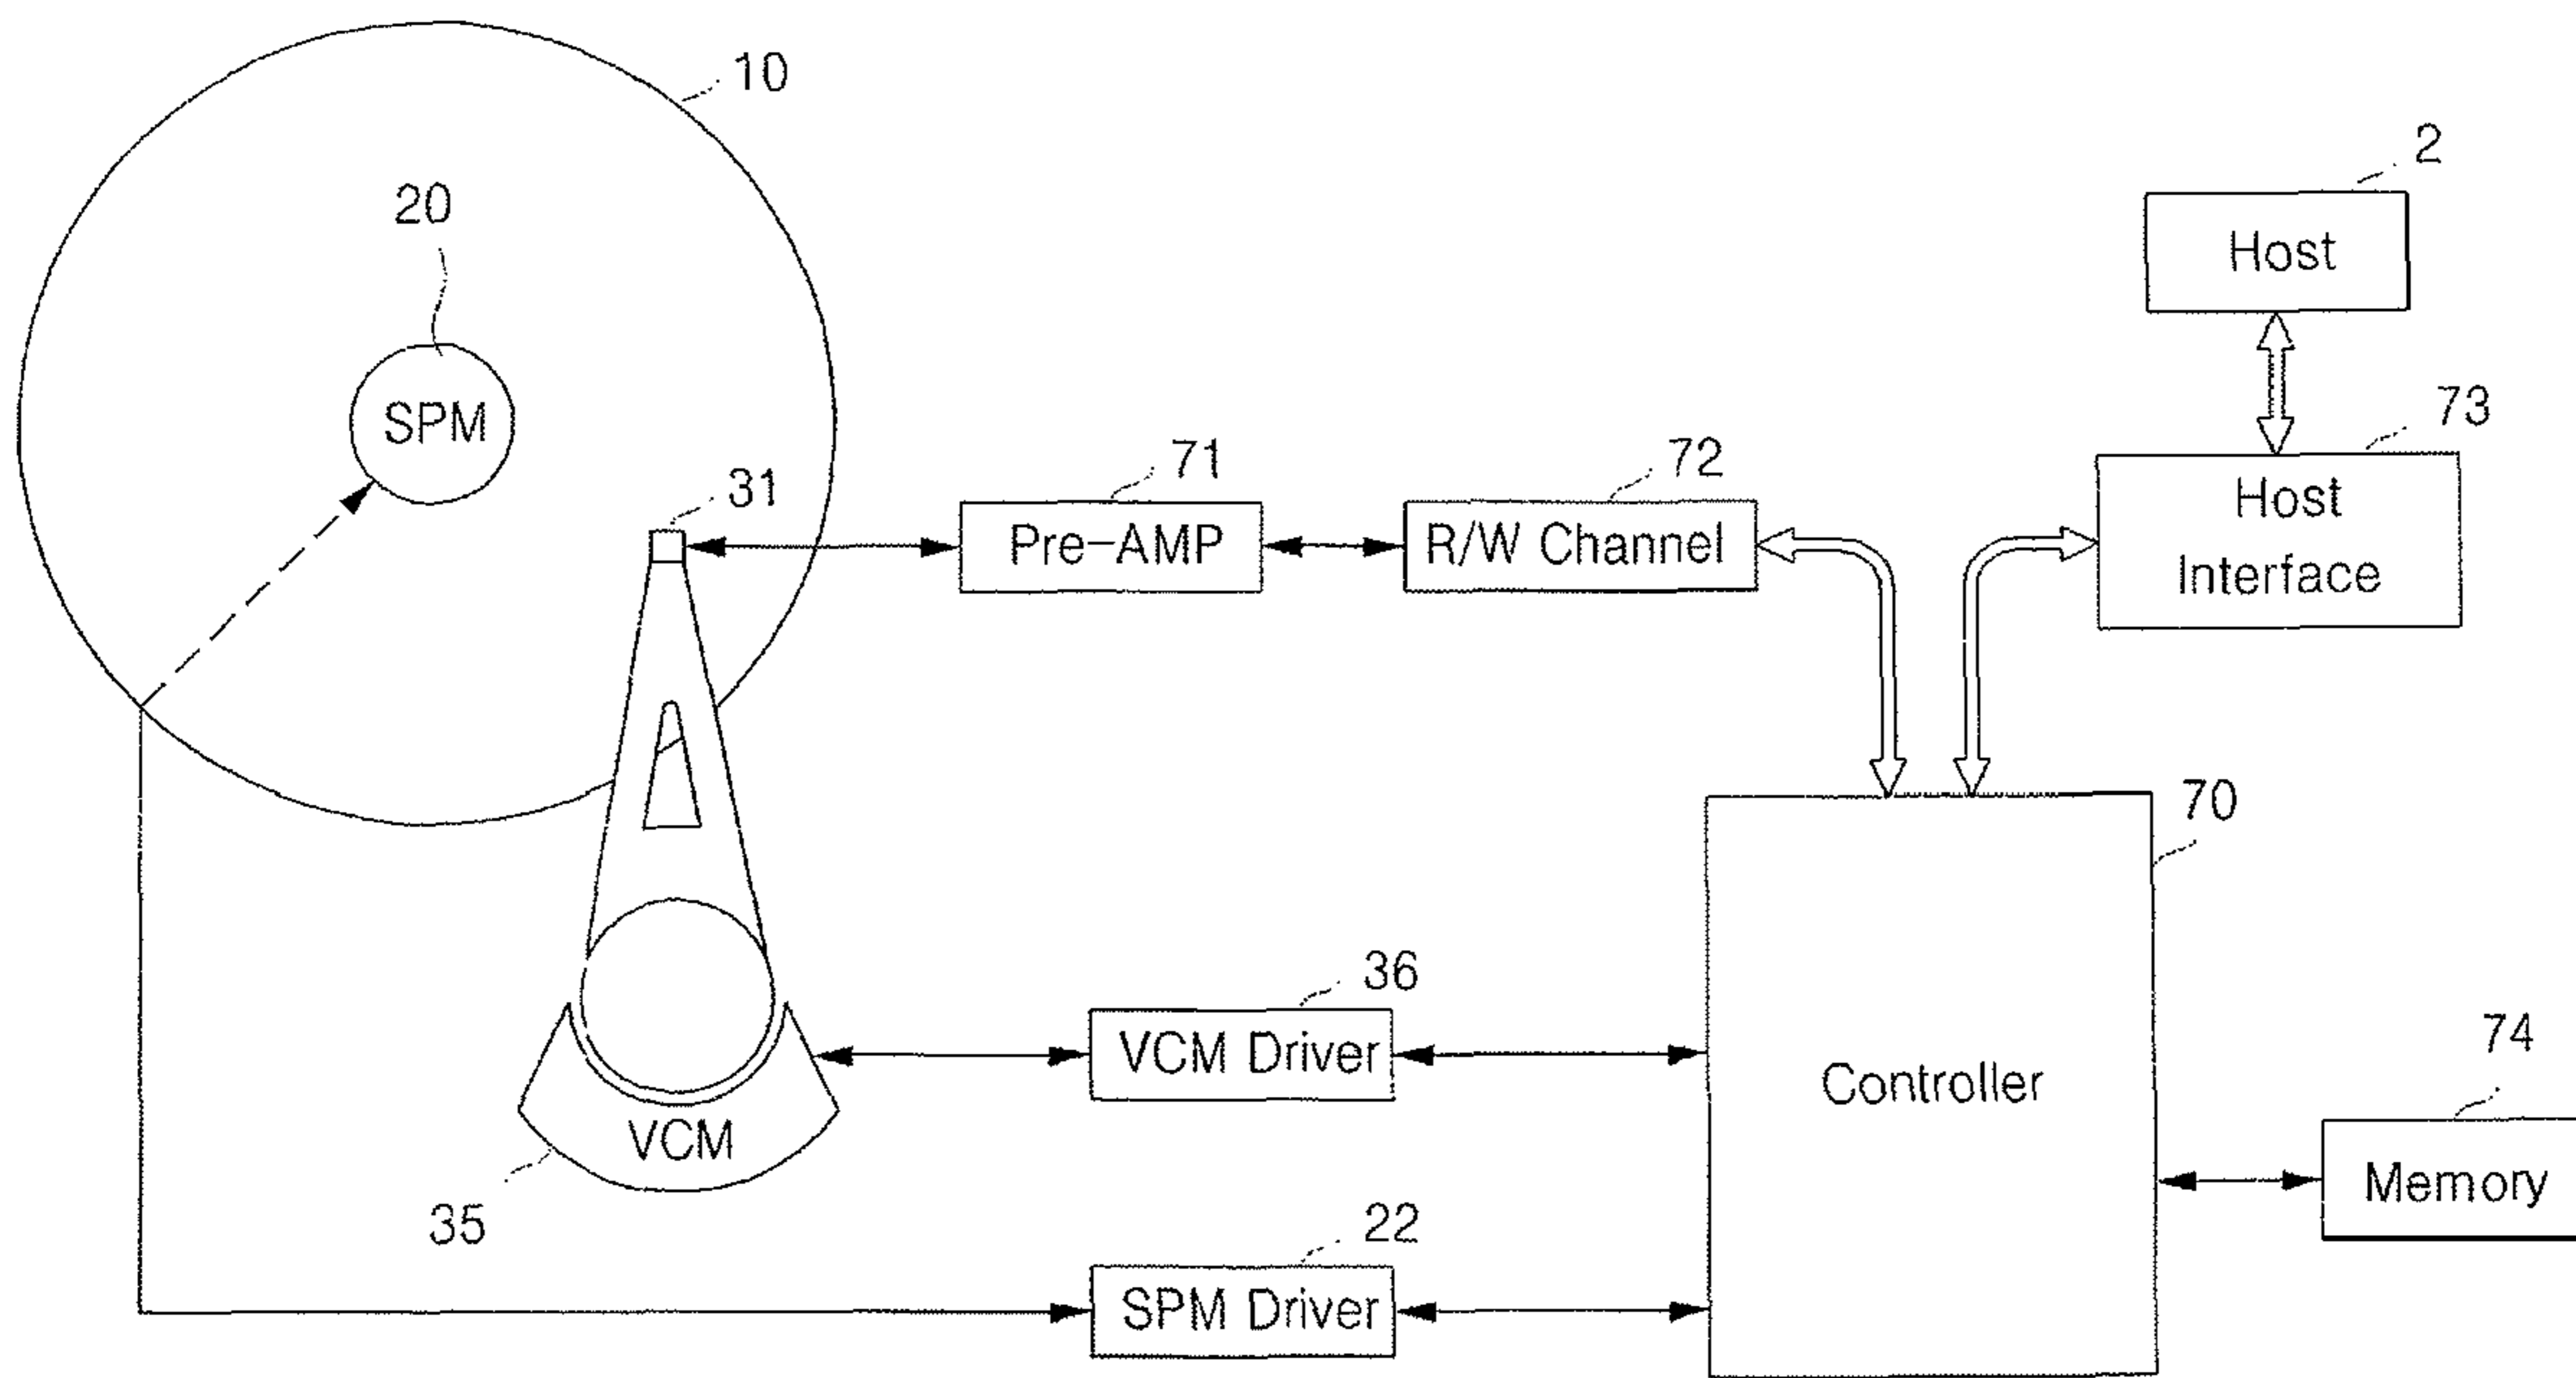 10
2
20
Host
SPM
73
71
72
31
Host
Interface
Pre-AMP
R/W Channel
70
36
VCM Driver
74
Controller
VCM
Memory
35
22
SPM Driver